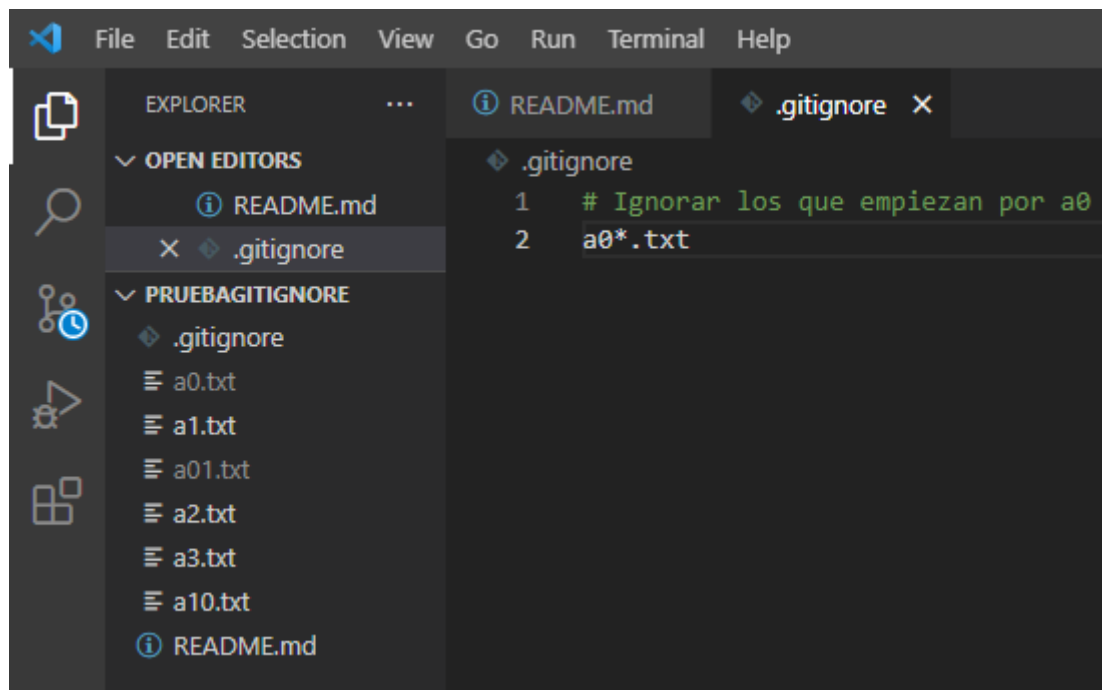 File Edit Selection View Go Run Terminal Help
EXPLORER ...
OPEN EDITORS
README.md
.gitignore
PRUEBAGITIGNORE
.gitignore
a0.txt
a1.txt
a01.txt
a2.txt
a3.txt
a10.txt
README.md
README.md .gitignore
.gitignore
1 # Ignorar los que empiezan por a0
2 a0*.txt